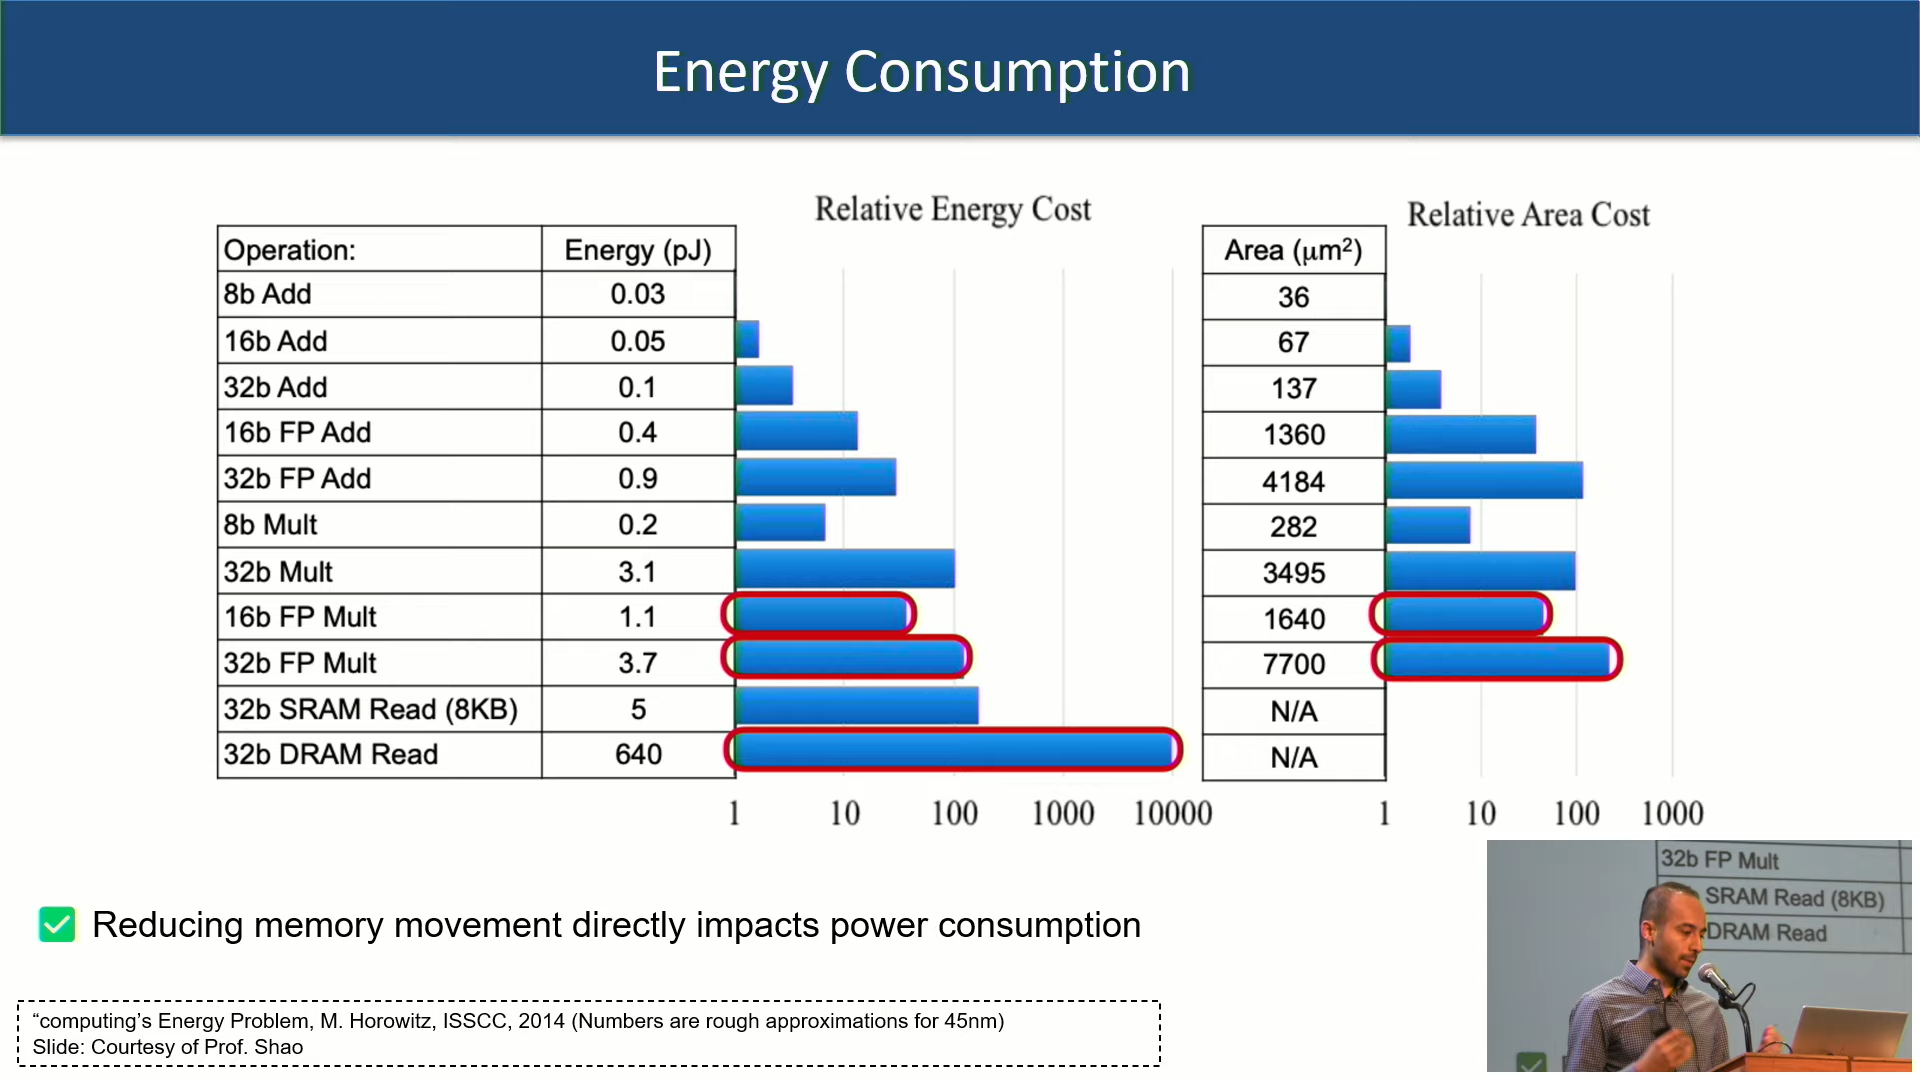 Energy Consumption
Relative Energy Cost
Relative Area Cost
Operation: Energy (pJ) Area (µm²)
8b Add 0.03 36
16b Add 0.05 67
32b Add 0.1 137
16b FP Add 0.4 1360
32b FP Add 0.9 4184
8b Mult 0.2 282
32b Mult 3.1 3495
16b FP Mult 1.1 1640
32b FP Mult 3.7 7700
32b SRAM Read (8KB) 5 N/A
32b DRAM Read 640 N/A
1 10 100 1000 10000 1 10 100 1000
✅ Reducing memory movement directly impacts power consumption
“computing’s Energy Problem, M. Horowitz, ISSCC, 2014 (Numbers are rough approximations for 45nm)
Slide: Courtesy of Prof. Shao
32b FP Mult
SRAM Read (8KB)
DRAM Read